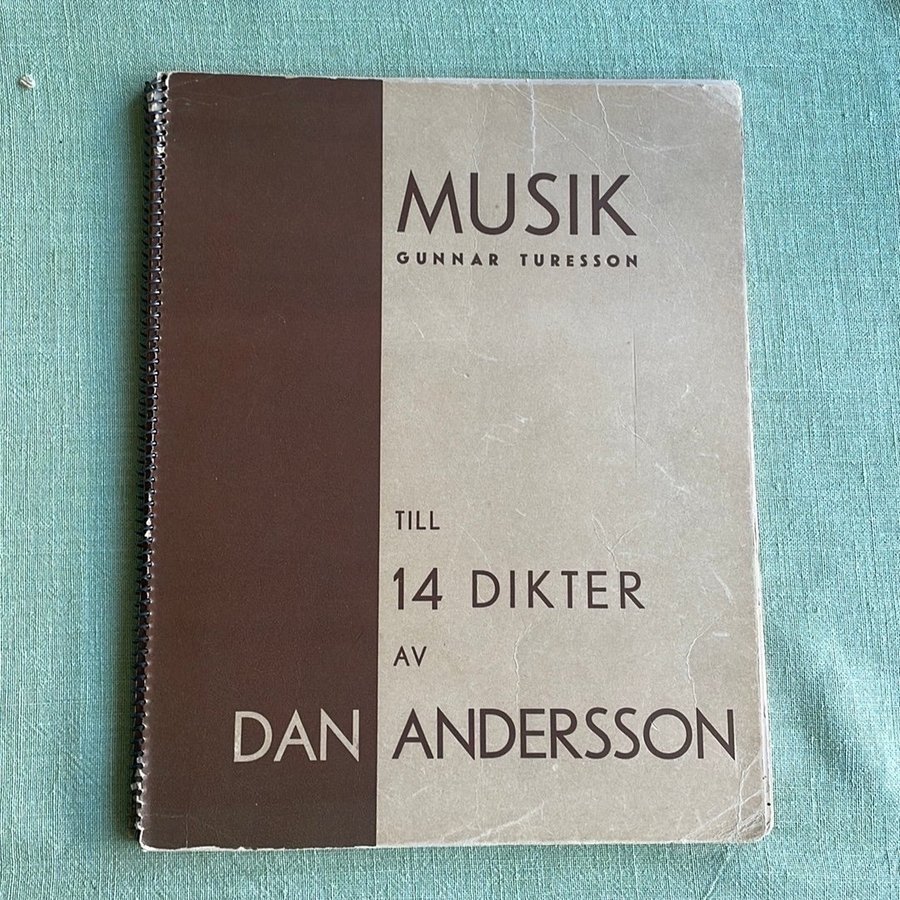 MUSIK
GUNNAR TURESSON
TILL
14 DIKTER
AV
DAN ANDERSSON